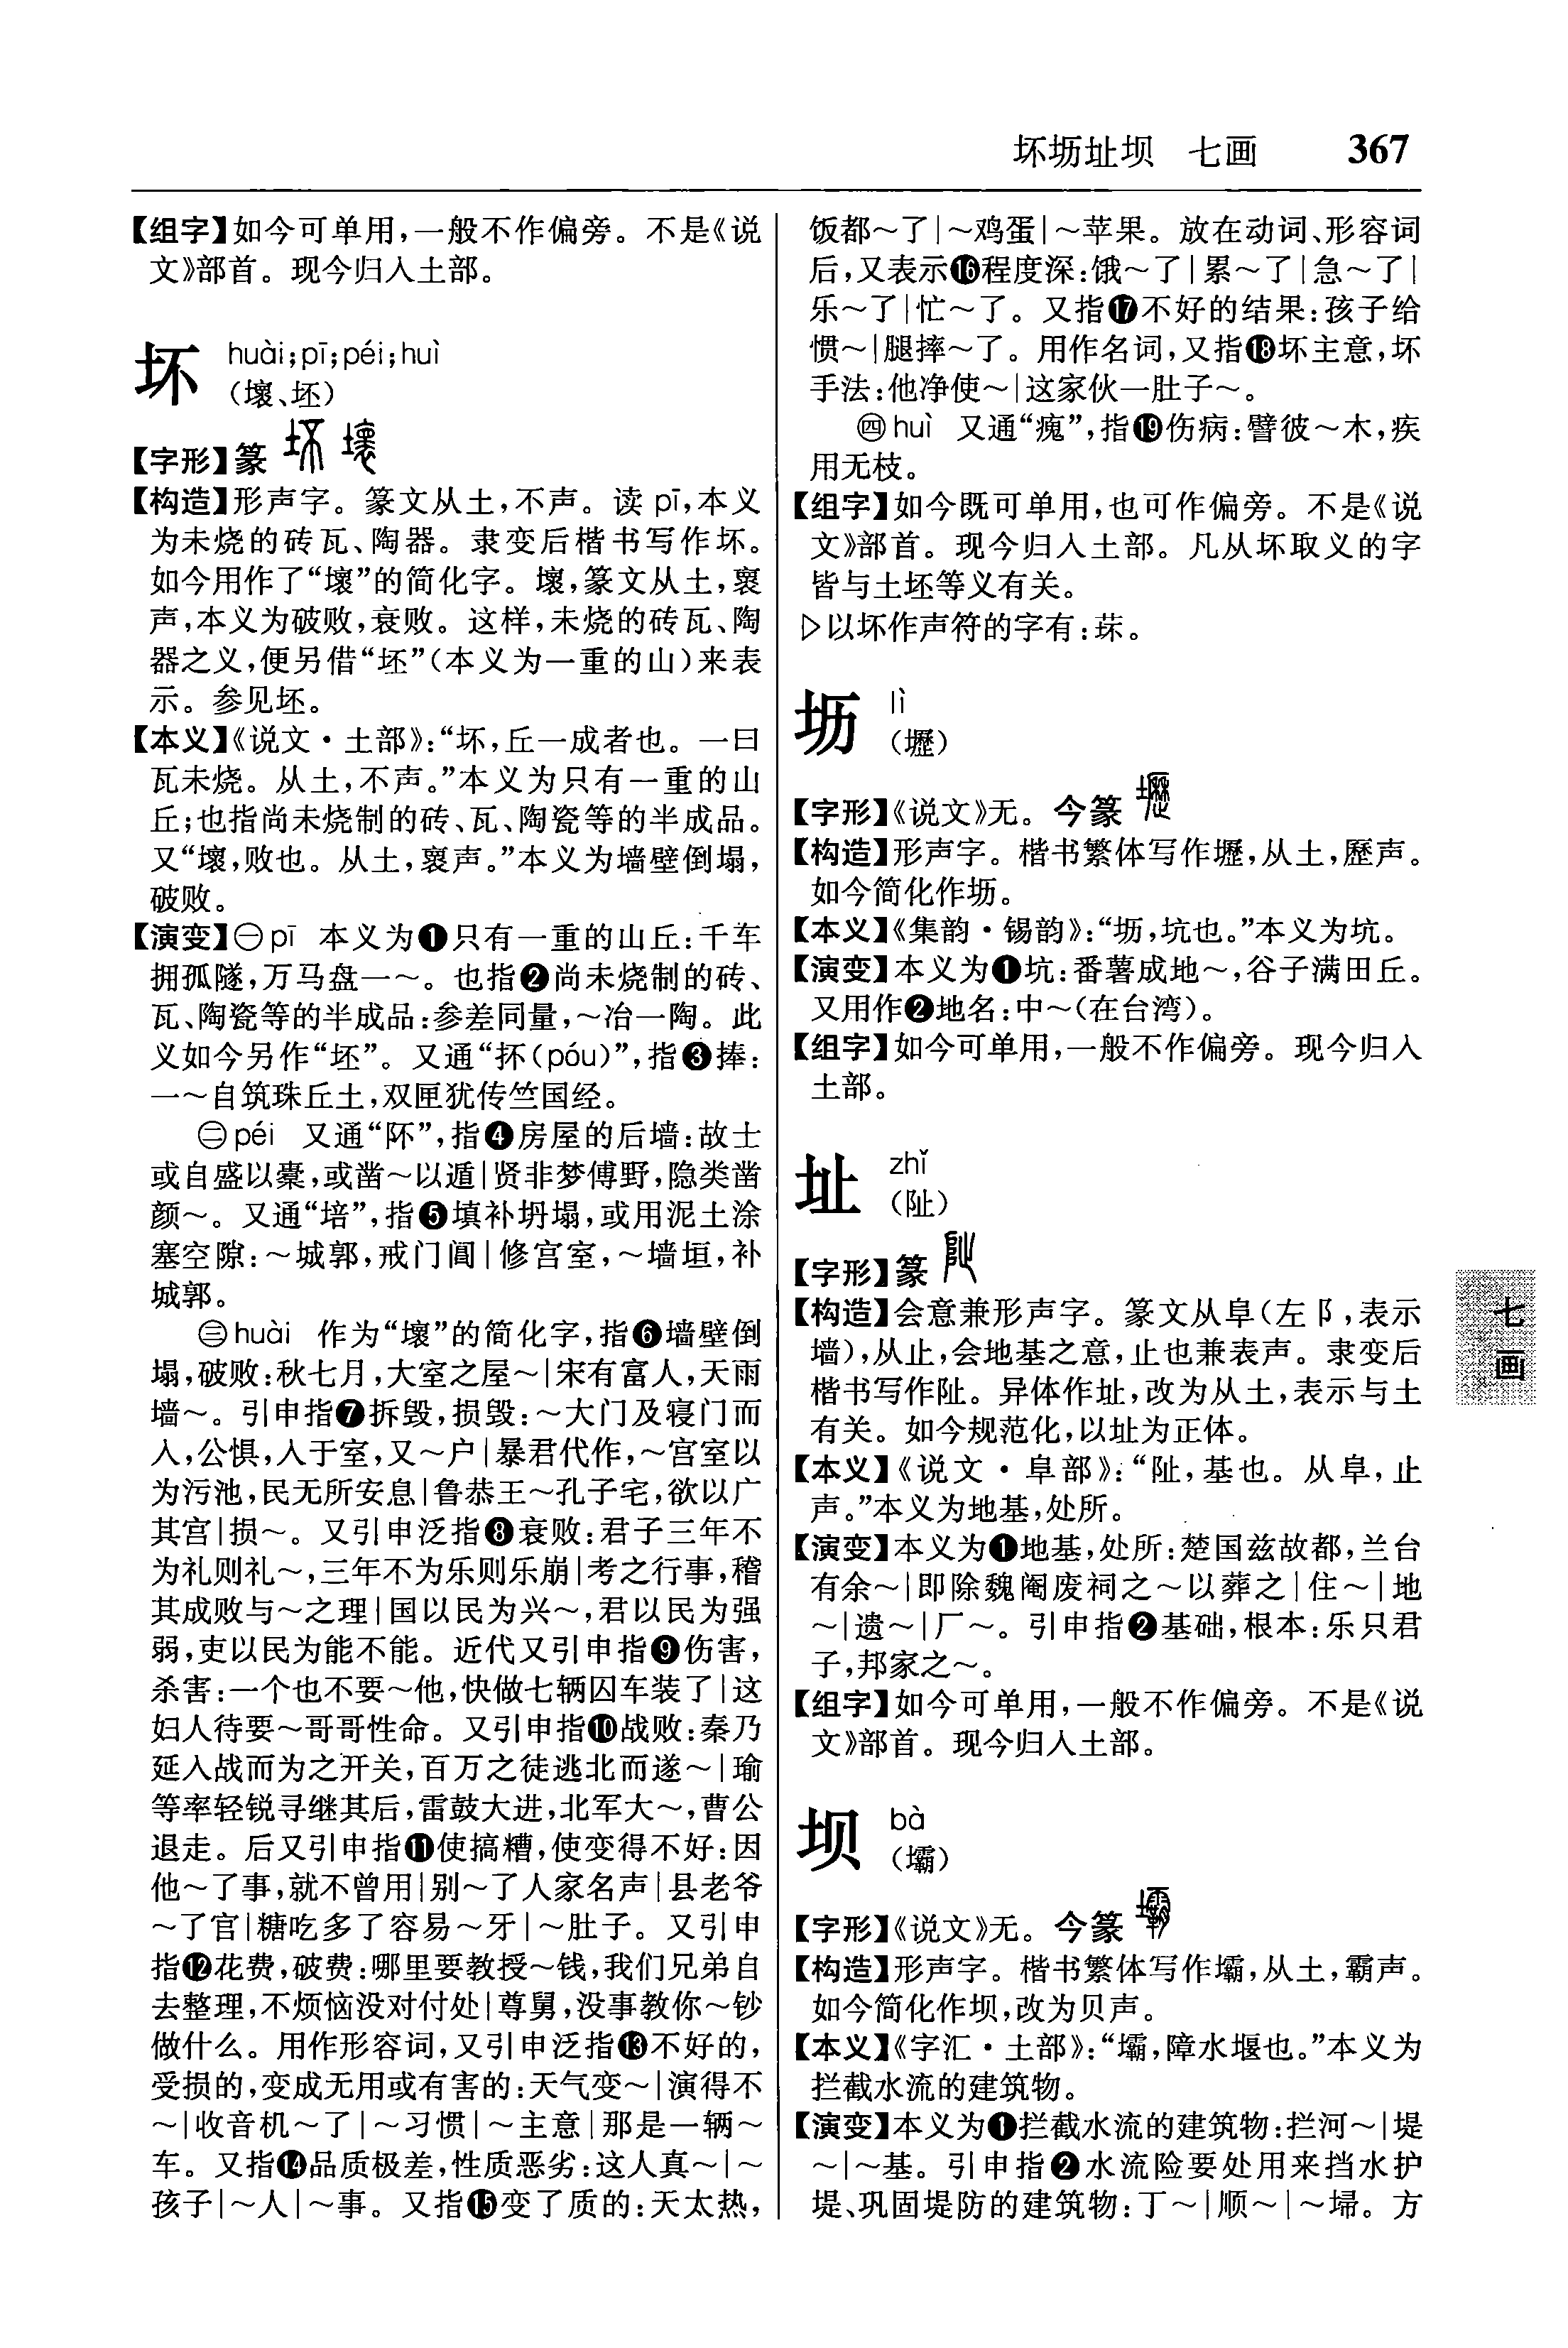 坏坜址坝 七画 367
【组字】如今可单用,一般不作偏旁。不是《说
文》部首。现今归入土部。
坏 huài;pī;péi;huì
(壞、坯)
【字形】篆
【构造】形声字。篆文从土,不声。读 pī,本义
为未烧的砖瓦、陶器。隶变后楷书写作坏。
如今用作了“壞”的简化字。壞,篆文从土,褱
声,本义为破败,衰败。这样,未烧的砖瓦、陶
器之义,便另借“坯”(本义为一重的山)来表
示。参见坯。
【本义】《说文·土部》:“坏,丘一成者也。一曰
瓦未烧。从土,不声。”本义为只有一重的山
丘;也指尚未烧制的砖、瓦、陶瓷等的半成品。
又“壞,败也。从土,褱声。”本义为墙壁倒塌,
破败。
【演变】㊀pī 本义为❶只有一重的山丘:千车
拥孤隧,万马盘一~。也指❷尚未烧制的砖、
瓦、陶瓷等的半成品:参差同量,~冶一陶。此
义如今另作“坯”。又通“抔(póu)”,指❸捧:
一~自筑珠丘土,双匣犹传竺国经。
㊁péi 又通“阫”,指❹房屋的后墙:故士
或自盛以橐,或凿~以遁|贤非梦傅野,隐类凿
颜~。又通“培”,指❺填补坍塌,或用泥土涂
塞空隙:~城郭,戒门闾|修宫室,~墙垣,补
城郭。
㊂huài 作为“壞”的简化字,指❻墙壁倒
塌,破败:秋七月,大室之屋~|宋有富人,天雨
墙~。引申指❼拆毁,损毁:~大门及寝门而
入,公惧,入于室,又~户|暴君代作,~宫室以
为污池,民无所安息|鲁恭王~孔子宅,欲以广
其宫|损~。又引申泛指❽衰败:君子三年不
为礼则礼~,三年不为乐则乐崩|考之行事,稽
其成败与~之理|国以民为兴~,君以民为强
弱,吏以民为能不能。近代又引申指❾伤害,
杀害:一个也不要~他,快做七辆囚车装了|这
妇人待要~哥哥性命。又引申指❿战败:秦乃
延入战而为之开关,百万之徒逃北而遂~|瑜
等率轻锐寻继其后,雷鼓大进,北军大~,曹公
退走。后又引申指⓫使搞糟,使变得不好:因
他~了事,就不曾用|别~了人家名声|县老爷
~了官|糖吃多了容易~牙|~肚子。又引申
指⓬花费,破费:哪里要教授~钱,我们兄弟自
去整理,不烦恼没对付处|尊舅,没事教你~钞
做什么。用作形容词,又引申泛指⓭不好的,
受损的,变成无用或有害的:天气变~|演得不
~|收音机~了|~习惯|~主意|那是一辆~
车。又指⓮品质极差,性质恶劣:这人真~|~
孩子|~人|~事。又指⓯变了质的:天太热,
饭都~了|~鸡蛋|~苹果。放在动词、形容词
后,又表示⓰程度深:饿~了|累~了|急~了|
乐~了|忙~了。又指⓱不好的结果:孩子给
惯~|腿摔~了。用作名词,又指⓲坏主意,坏
手法:他净使~|这家伙一肚子~。
㊃huì 又通“瘣”,指⓳伤病:譬彼~木,疾
用无枝。
【组字】如今既可单用,也可作偏旁。不是《说
文》部首。现今归入土部。凡从坏取义的字
皆与土坯等义有关。
▷以坏作声符的字有:䓏。
坜 lì
(壢)
【字形】《说文》无。今篆
【构造】形声字。楷书繁体写作壢,从土,歷声。
如今简化作坜。
【本义】《集韵·锡韵》:“坜,坑也。”本义为坑。
【演变】本义为❶坑:番薯成地~,谷子满田丘。
又用作❷地名:中~(在台湾)。
【组字】如今可单用,一般不作偏旁。现今归入
土部。
址 zhǐ
(阯)
【字形】篆
【构造】会意兼形声字。篆文从阜(左阝,表示
墙),从止,会地基之意,止也兼表声。隶变后
楷书写作阯。异体作址,改为从土,表示与土
有关。如今规范化,以址为正体。
【本义】《说文·阜部》:“阯,基也。从阜,止
声。”本义为地基,处所。
【演变】本义为❶地基,处所:楚国兹故都,兰台
有余~|即除魏阉废祠之~以葬之|住~|地
~|遗~|厂~。引申指❷基础,根本:乐只君
子,邦家之~。
【组字】如今可单用,一般不作偏旁。不是《说
文》部首。现今归入土部。
坝 bà
(壩)
【字形】《说文》无。今篆
【构造】形声字。楷书繁体写作壩,从土,霸声。
如今简化作坝,改为贝声。
【本义】《字汇·土部》:“壩,障水堰也。”本义为
拦截水流的建筑物。
【演变】本义为❶拦截水流的建筑物:拦河~|堤
~|~基。引申指❷水流险要处用来挡水护
堤、巩固堤防的建筑物:丁~|顺~|~埽。方
七画